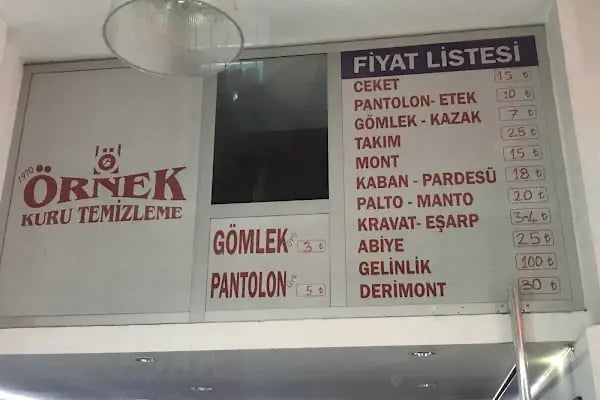 1970
ÖRNEK
KURU TEMİZLEME
GÖMLEK 3 ₺
PANTOLON 5 ₺
FİYAT LİSTESİ
CEKET 15 ₺
PANTOLON- ETEK 10 ₺
GÖMLEK - KAZAK 7 ₺
TAKIM 25 ₺
MONT 15 ₺
KABAN - PARDESÜ 18 ₺
PALTO - MANTO 20 ₺
KRAVAT- EŞARP 3-4 ₺
ABİYE 25 ₺
GELİNLİK 100 ₺
DERİMONT 30 ₺